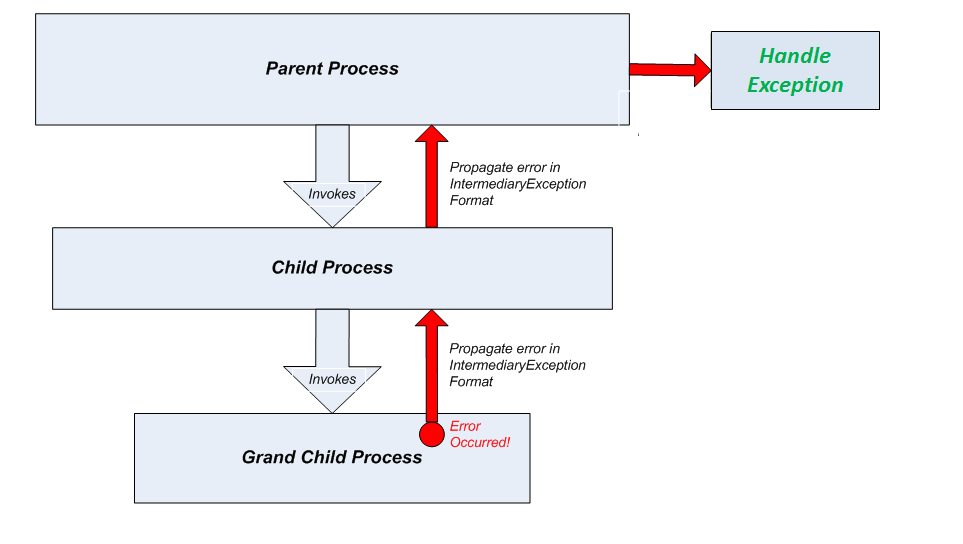 Parent Process
Handle
Exception
Invokes
Propagate error in
IntermediaryException
Format
Child Process
Invokes
Propagate error in
IntermediaryException
Format
Error
Occurred!
Grand Child Process